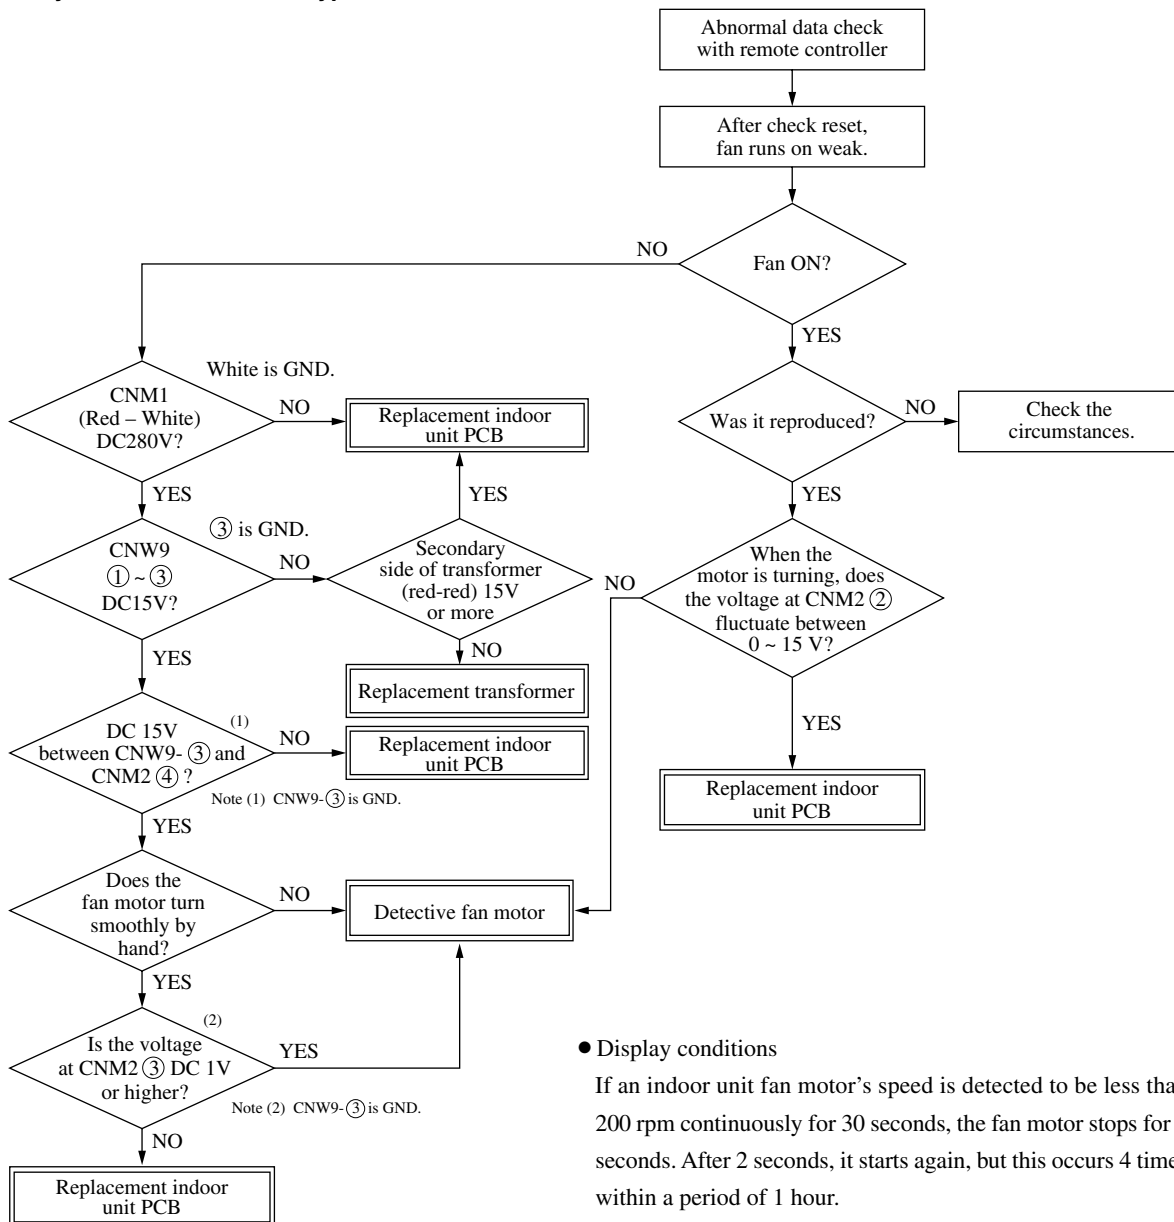 Abnormal data check
with remote controller
After check reset,
fan runs on weak.
Fan ON?
NO
YES
White is GND.
CNM1
(Red – White)
DC280V?
NO
Replacement indoor
unit PCB
Was it reproduced?
NO
Check the
circumstances.
YES
YES
YES
③ is GND.
CNW9
① ~ ③
DC15V?
NO
Secondary
side of transformer
(red-red) 15V
or more
NO
When the
motor is turning, does
the voltage at CNM2 ②
fluctuate between
0 ~ 15 V?
NO
YES
Replacement transformer
DC 15V
between CNW9- ③ and
CNM2 ④ ?
(1)
NO
Replacement indoor
unit PCB
YES
Note (1) CNW9-③ is GND.
Replacement indoor
unit PCB
YES
Does the
fan motor turn
smoothly by
hand?
NO
Detective fan motor
YES
(2)
Is the voltage
at CNM2 ③ DC 1V
or higher?
YES
Note (2) CNW9-③ is GND.
NO
Replacement indoor
unit PCB
● Display conditions
If an indoor unit fan motor's speed is detected to be less
200 rpm continuously for 30 seconds, the fan motor stops for
seconds. After 2 seconds, it starts again, but this occurs 4
within a period of 1 hour.